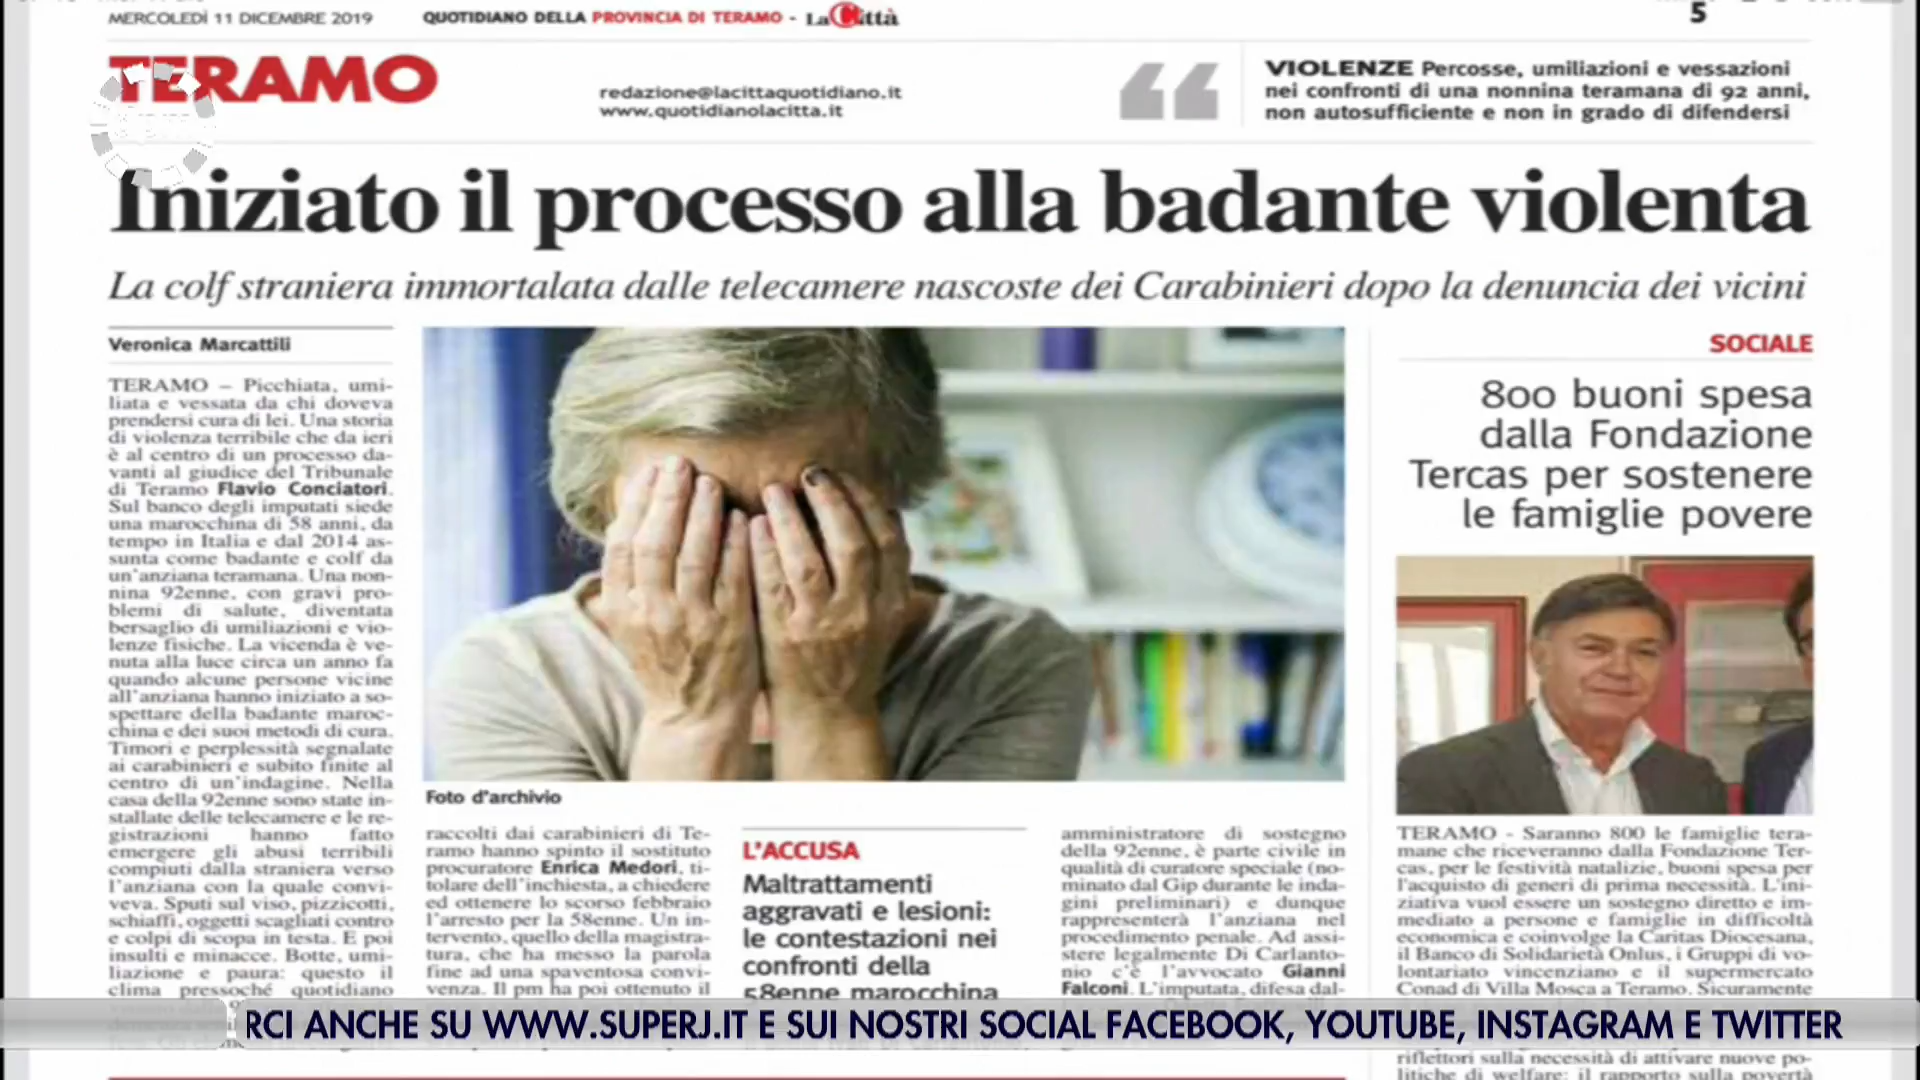 MERCOLEDÌ 11 DICEMBRE 2019
QUOTIDIANO DELLA PROVINCIA DI TERAMO - La Città
5
TERAMO
redazione@lacittaquotidiano.it
www.quotidianolacitta.it
VIOLENZE Percosse, umiliazioni e vessazioni
nei confronti di una nonnina teramana di 92 anni,
non autosufficiente e non in grado di difendersi
Iniziato il processo alla badante violenta
La colf straniera immortalata dalle telecamere nascoste dei Carabinieri dopo la denuncia dei vicini
Veronica Marcattili
TERAMO – Picchiata, umi-
liata e vessata da chi doveva
prendersi cura di lei. Una storia
di violenza terribile che da ieri
è al centro di un processo da-
vanti al giudice del Tribunale
di Teramo Flavio Conciatori.
Sul banco degli imputati siede
una marocchina di 58 anni, da
tempo in Italia e dal 2014 as-
sunta come badante e colf da
un'anziana teramana. Una non-
nina 92enne, con gravi pro-
blemi di salute, diventata
bersaglio di umiliazioni e vio-
lenze fisiche. La vicenda è ve-
nuta alla luce circa un anno fa
quando alcune persone vicine
all'anziana hanno iniziato a so-
spettare della badante maroc-
china e dei suoi metodi di cura.
Timori e perplessità segnalate
ai carabinieri e subito finite al
centro di un'indagine. Nella
casa della 92enne sono state in-
stallate delle telecamere e le re-
gistrazioni hanno fatto
emergere gli abusi terribili
compiuti dalla straniera verso
l'anziana con la quale convi-
veva. Sputi sul viso, pizzicotti,
schiaffi, oggetti scagliati contro
e colpi di scopa in testa. E poi
insulti e minacce. Botte, umi-
liazione e paura: questo il
clima pressoché quotidiano
Foto d'archivio
raccolti dai carabinieri di Te-
ramo hanno spinto il sostituto
procuratore Enrica Medori, ti-
tolare dell'inchiesta, a chiedere
ed ottenere lo scorso febbraio
l'arresto per la 58enne. Un in-
tervento, quello della magistra-
tura, che ha messo la parola
fine ad una spaventosa convi-
venza. Il pm ha poi ottenuto il
L'ACCUSA
Maltrattamenti
aggravati e lesioni:
le contestazioni nei
confronti della
58enne marocchina
amministratore di sostegno
della 92enne, è parte civile in
qualità di curatore speciale (no-
minato dal Gip durante le inda-
gini preliminari) e dunque
rappresenterà l'anziana nel
procedimento penale. Ad assi-
stere legalmente Di Carlanto-
nio c'è l'avvocato Gianni
Falconi. L'imputata, difesa dal-
SOCIALE
800 buoni spesa
dalla Fondazione
Tercas per sostenere
le famiglie povere
TERAMO - Saranno 800 le famiglie tera-
mane che riceveranno dalla Fondazione Ter-
cas, per le festività natalizie, buoni spesa per
l'acquisto di generi di prima necessità. L'ini-
ziativa vuol essere un sostegno diretto e im-
mediato a persone e famiglie in difficoltà
economica e coinvolge la Caritas Diocesana,
il Banco di Solidarietà Onlus, i Gruppi di vo-
lontariato vincenziano e il supermercato
Conad di Villa Mosca a Teramo. Sicuramente
riflettori sulla necessità di attivare nuove po-
litiche di welfare: il rapporto sulla povertà
RCI ANCHE SU WWW.SUPERJ.IT E SUI NOSTRI SOCIAL FACEBOOK, YOUTUBE, INSTAGRAM E TWITTER